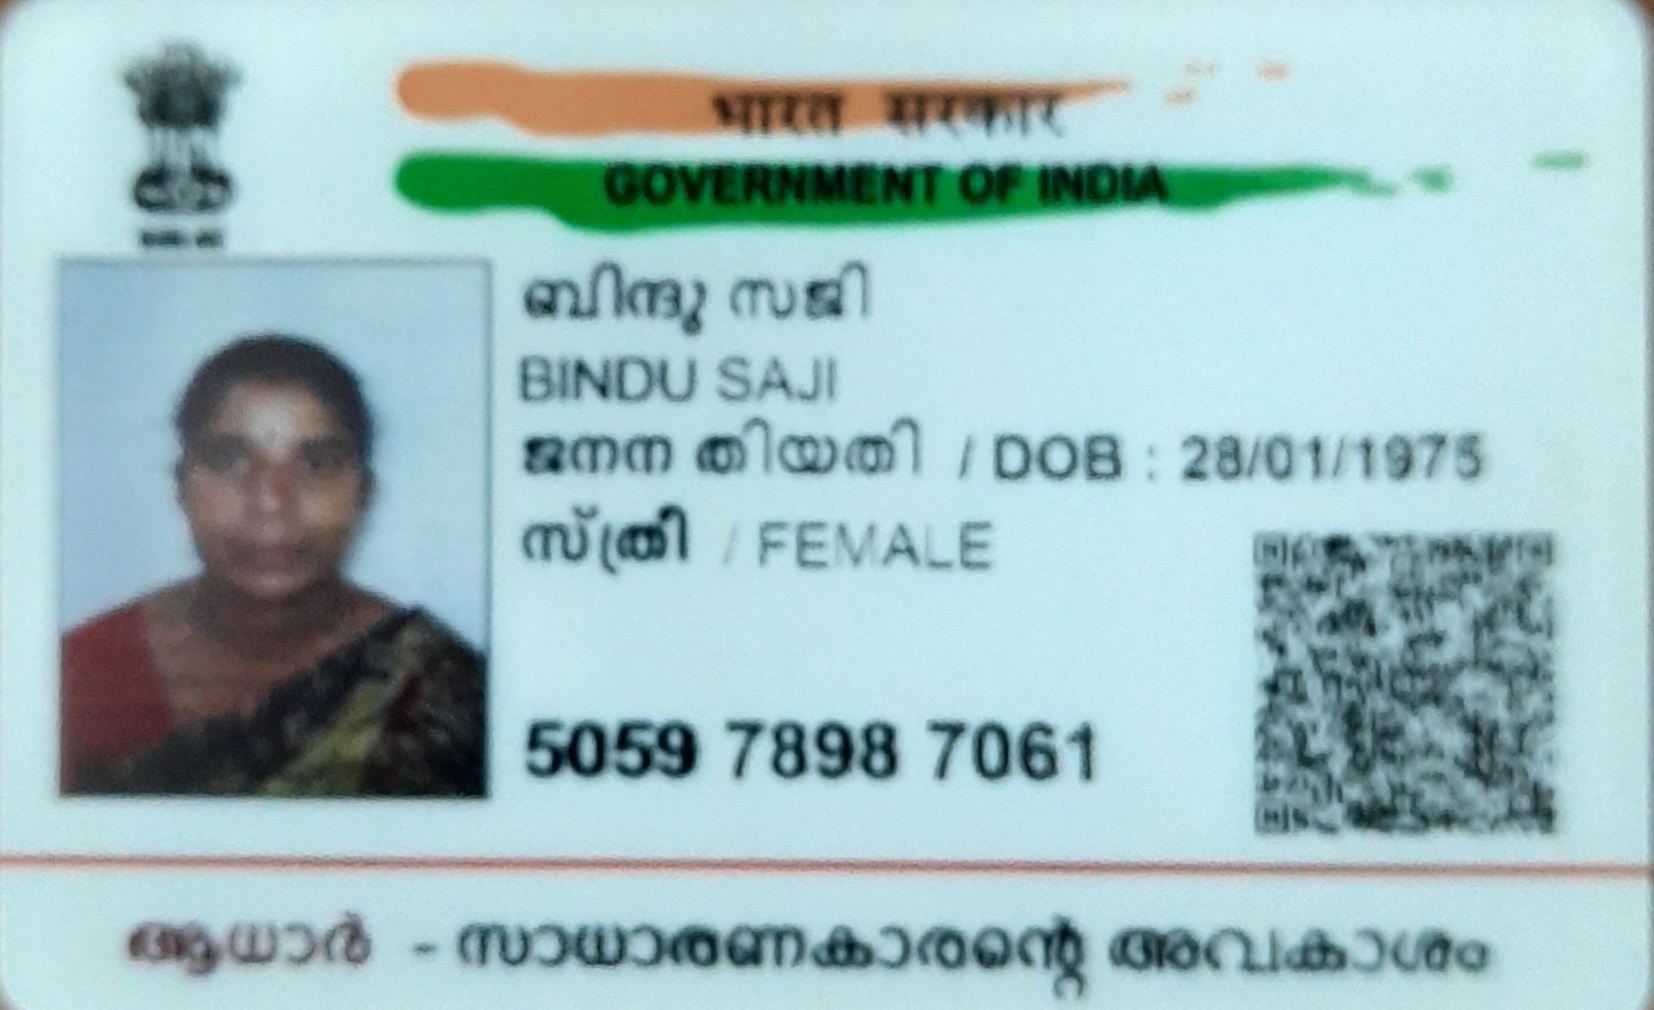 भारत सरकार
GOVERNMENT OF INDIA
ബിന്ദു സജി
BINDU SAJI
ജനന തിയതി / DOB : 28/01/1975
സ്ത്രീ / FEMALE
5059 7898 7061
ആധാർ - സാധാരണകാരന്റെ അവകാശം